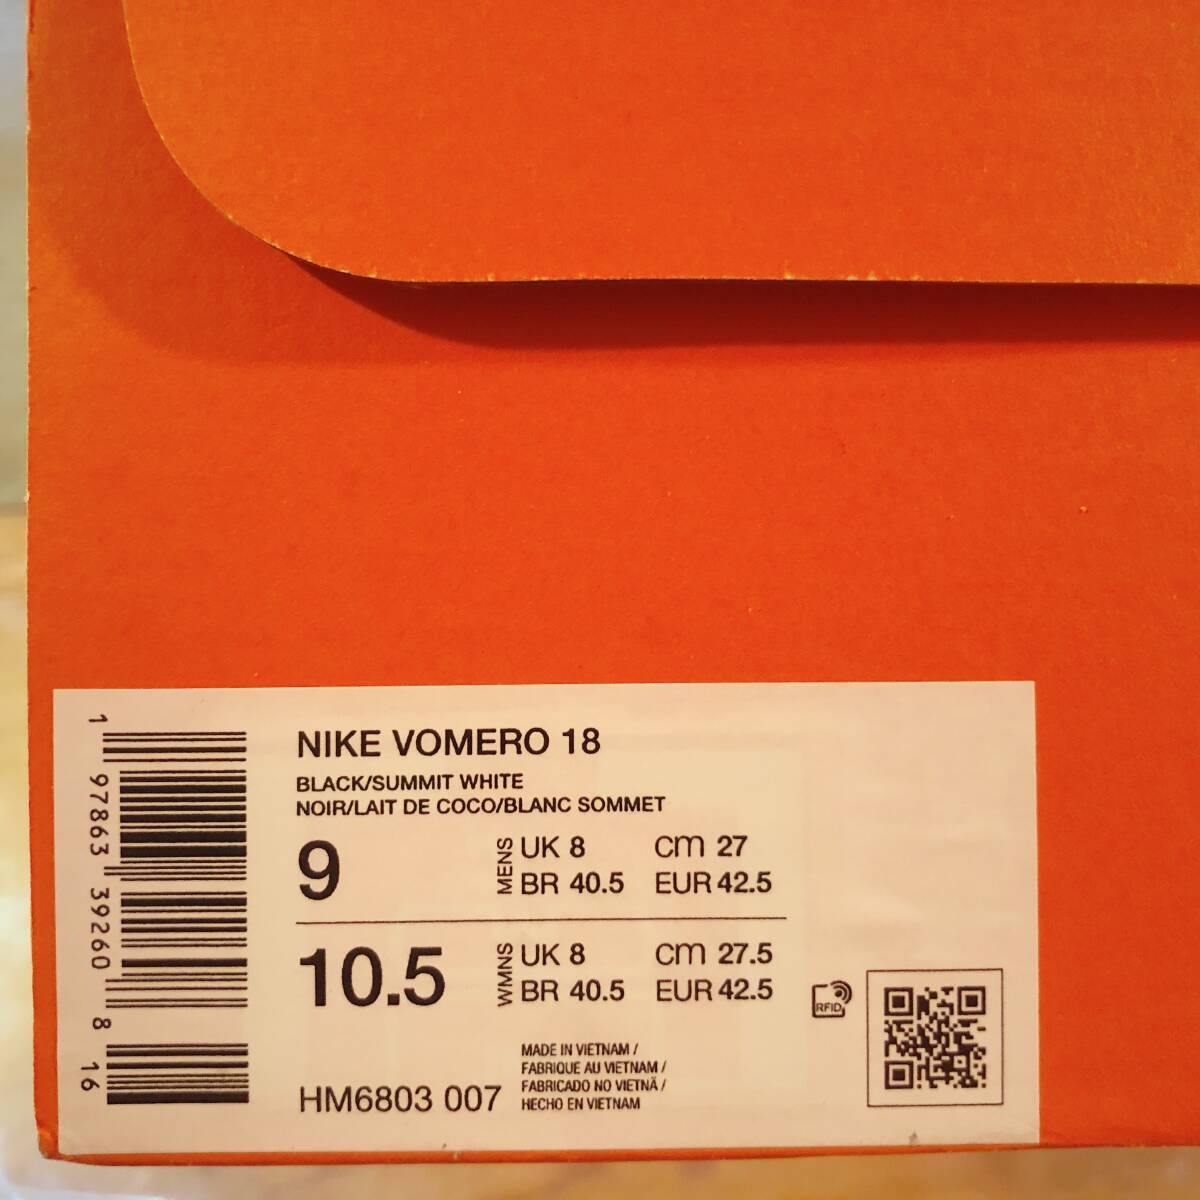 NIKE VOMERO 18
BLACK/SUMMIT WHITE
NOIR/LAIT DE COCO/BLANC SOMMET
9 MENS UK 8 cm 27
BR 40.5 EUR 42.5
10.5 WMNS UK 8 cm 27.5
BR 40.5 EUR 42.5
RFID
MADE IN VIETNAM /
FABRIQUE AU VIETNAM /
FABRICADO NO VIETNÃ /
HECHO EN VIETNAM
HM6803 007
1 97863 39260 8 16